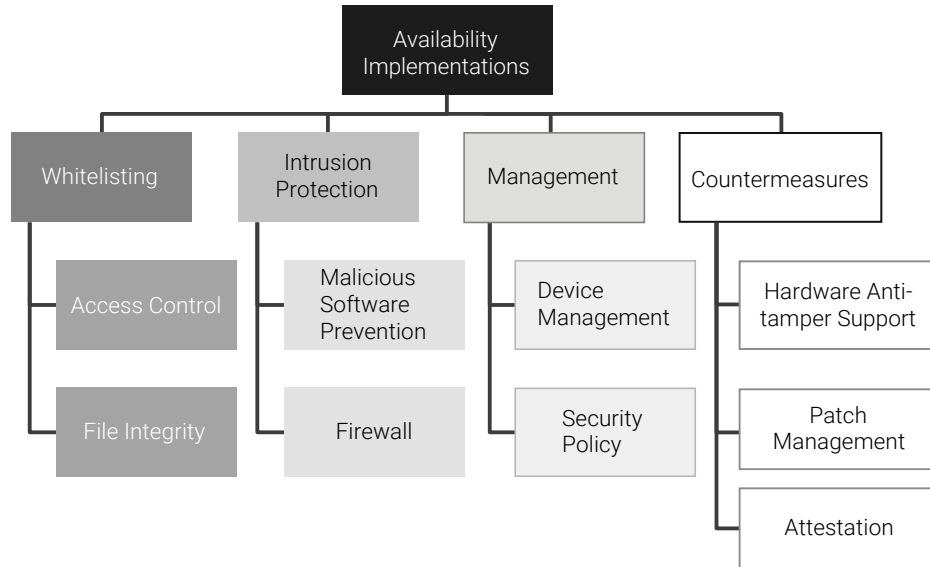 Availability
Implementations
Whitelisting
Intrusion
Protection
Management
Countermeasures
Access Control
Malicious
Software
Prevention
Device
Management
Hardware Anti-
tamper Support
File Integrity
Firewall
Security
Policy
Patch
Management
Attestation